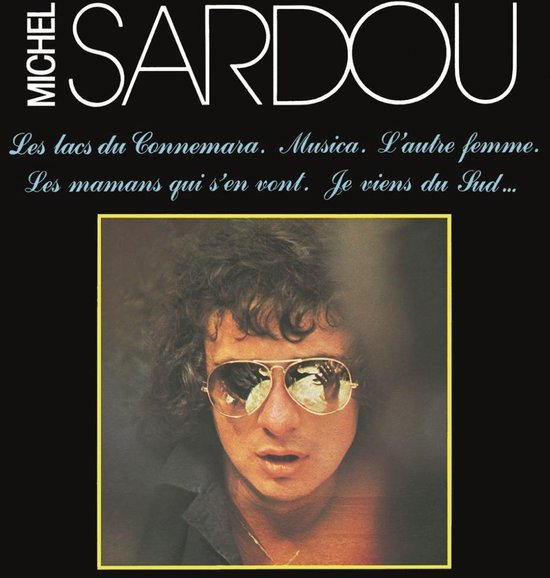 MICHEL SARDOU
Les lacs du Connemara. Musica. L'autre femme.
Les mamans qui s'en vont. Je viens du Sud...